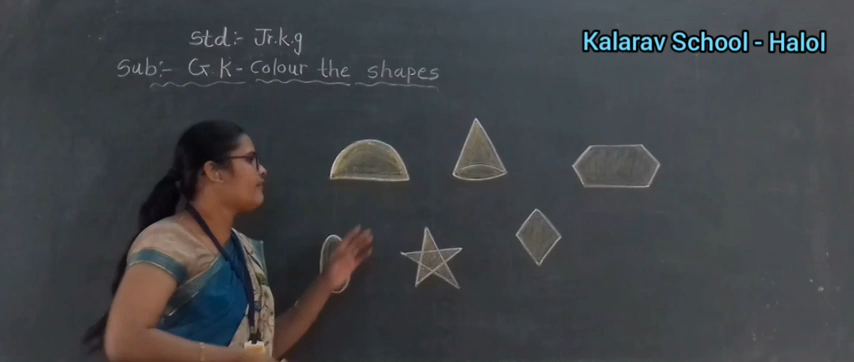 Std:- Jr.k.g
Kalarav School - Halol
Sub:- G.K - Colour the shapes